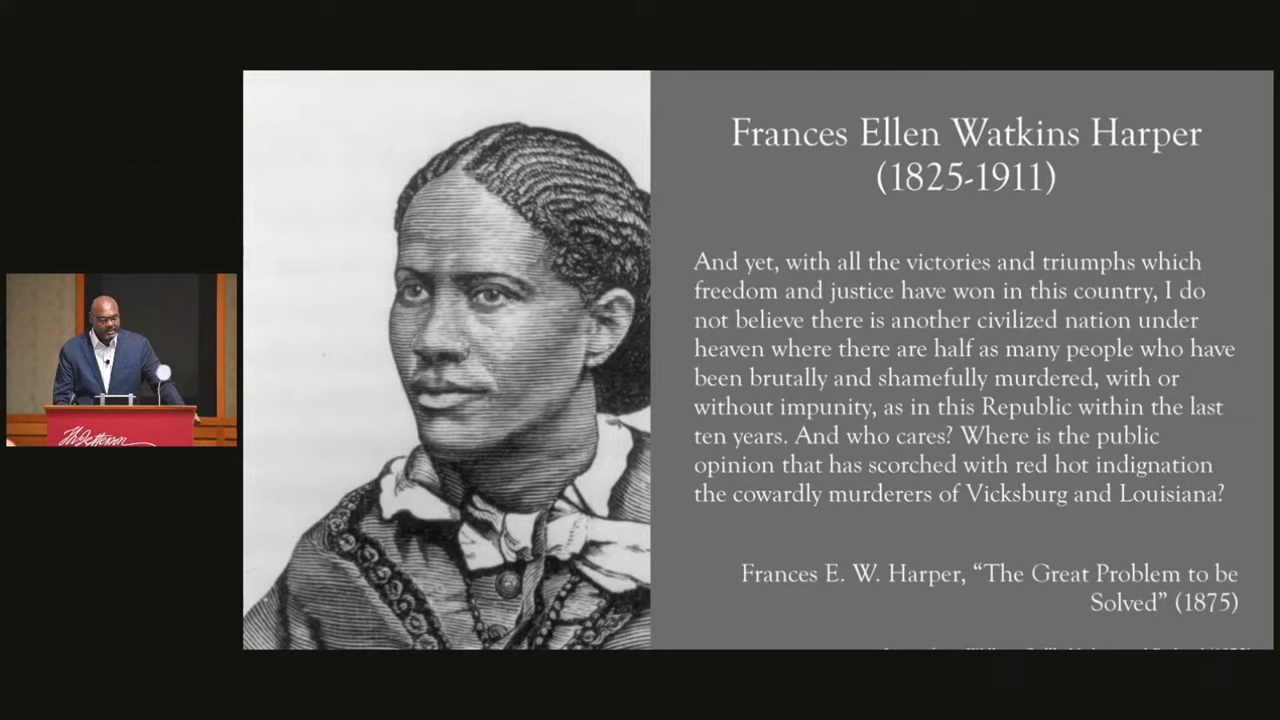 Frances Ellen Watkins Harper
(1825-1911)
And yet, with all the victories and triumphs which
freedom and justice have won in this country, I do
not believe there is another civilized nation under
heaven where there are half as many people who have
been brutally and shamefully murdered, with or
without impunity, as in this Republic within the last
ten years. And who cares? Where is the public
opinion that has scorched with red hot indignation
the cowardly murderers of Vicksburg and Louisiana?
Frances E. W. Harper, “The Great Problem to be
Solved” (1875)
Th Jefferson